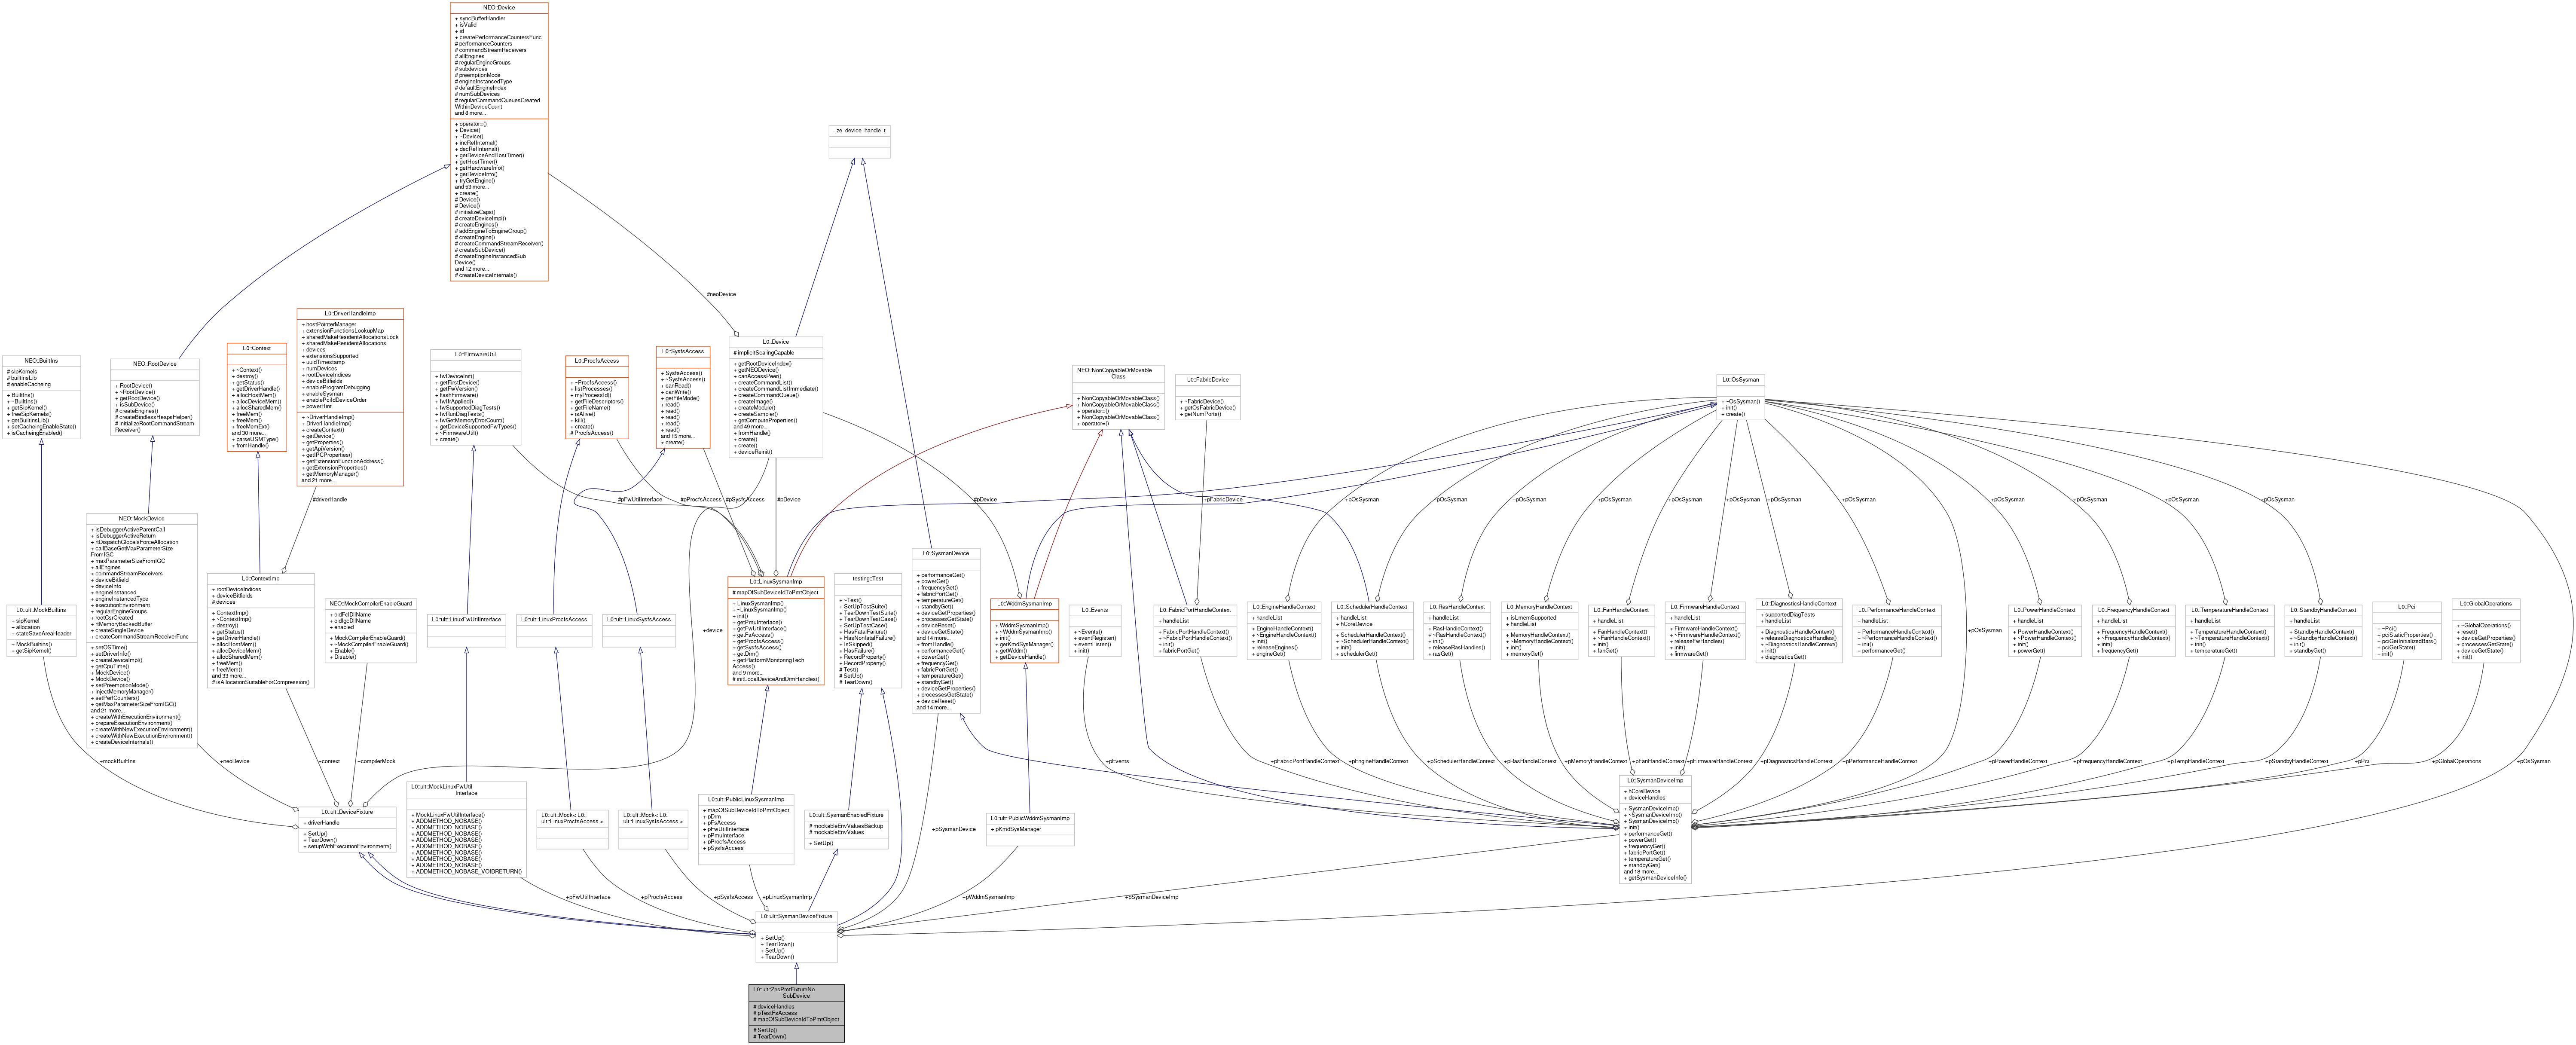 NEO::Device
+ syncBufferHandler
+ isValid
+ id
+ createPerformanceCountersFunc
# performanceCounters
# commandStreamReceivers
# allEngines
# regularEngineGroups
# subdevices
# preemptionMode
# engineInstancedType
# defaultEngineIndex
# numSubDevices
# regularCommandQueuesCreated
WithinDeviceCount
and 8 more...
+ operator=()
+ Device()
+ ~Device()
+ incRefInternal()
+ decRefInternal()
+ getDeviceAndHostTimer()
+ getHostTimer()
+ getHardwareInfo()
+ getDeviceInfo()
+ tryGetEngine()
and 53 more...
+ create()
# Device()
# Device()
# initializeCaps()
# createDeviceImpl()
# createEngines()
# addEngineToEngineGroup()
# createEngine()
# createCommandStreamReceiver()
# createSubDevice()
# createEngineInstancedSub
Device()
and 12 more...
# createDeviceInternals()
_ze_device_handle_t
#neoDevice
L0::DriverHandleImp
+ hostPointerManager
+ extensionFunctionsLookupMap
+ sharedMakeResidentAllocationsLock
+ sharedMakeResidentAllocations
+ devices
+ extensionsSupported
+ uuidTimestamp
+ numDevices
+ rootDeviceIndices
+ deviceBitfields
+ enableProgramDebugging
+ enableSysman
+ enablePciIdDeviceOrder
+ powerHint
+ ~DriverHandleImp()
+ DriverHandleImp()
+ createContext()
+ getDevice()
+ getProperties()
+ getApiVersion()
+ getIPCProperties()
+ getExtensionFunctionAddress()
+ getExtensionProperties()
+ getMemoryManager()
and 21 more...
NEO::BuiltIns
# sipKernels
+ builtinsLib
# enableCacheing
+ BuiltIns()
+ ~BuiltIns()
+ getSipKernel()
+ freeSipKernels()
+ getBuiltinsLib()
+ setCacheingEnableState()
+ isCacheingEnabled()
NEO::RootDevice
+ RootDevice()
+ ~RootDevice()
+ getRootDevice()
+ isSubDevice()
# createEngines()
# createBindlessHeapsHelper()
# initializeRootCommandStream
Receiver()
L0::Context
+ ~Context()
+ destroy()
+ getStatus()
+ getDriverHandle()
+ allocHostMem()
+ allocDeviceMem()
+ allocSharedMem()
+ freeMem()
+ freeMem()
+ freeMemExt()
and 30 more...
+ parseUSMType()
+ fromHandle()
L0::FirmwareUtil
+ fwDeviceInit()
+ getFirstDevice()
+ getFwVersion()
+ flashFirmware()
+ fwIfrApplied()
+ fwSupportedDiagTests()
+ fwRunDiagTests()
+ fwGetMemoryErrorCount()
+ getDeviceSupportedFwTypes()
+ ~FirmwareUtil()
+ create()
L0::ProcfsAccess
+ ~ProcfsAccess()
+ listProcesses()
+ myProcessId()
+ getFileDescriptors()
+ getFileName()
+ isAlive()
+ kill()
+ create()
# ProcfsAccess()
L0::SysfsAccess
+ SysfsAccess()
+ ~SysfsAccess()
+ canRead()
+ canWrite()
+ getFileMode()
+ read()
+ read()
+ read()
+ read()
+ read()
and 15 more...
+ create()
L0::Device
# implicitScalingCapable
+ getRootDeviceIndex()
+ getNEODevice()
+ canAccessPeer()
+ createCommandList()
+ createCommandListImmediate()
+ createCommandQueue()
+ createImage()
+ createModule()
+ createSampler()
+ getComputeProperties()
and 49 more...
+ fromHandle()
+ create()
+ create()
+ deviceReinit()
NEO::NonCopyableOrMovable
Class
+ NonCopyableOrMovableClass()
+ NonCopyableOrMovableClass()
+ operator=()
+ NonCopyableOrMovableClass()
+ operator=()
L0::FabricDevice
+ ~FabricDevice()
+ getOsFabricDevice()
+ getNumPorts()
L0::OsSysman
+ ~OsSysman()
+ init()
+ create()
#driverHandle
#pFwUtilInterface
#pProcfsAccess
#pSysfsAccess
#pDevice
#pDevice
+pFabricDevice
+pOsSysman
+pOsSysman
+pOsSysman
+pOsSysman
+pOsSysman
+pOsSysman
+pOsSysman
+pOsSysman
+pOsSysman
+pOsSysman
+pOsSysman
+pOsSysman
NEO::MockDevice
+ isDebuggerActiveParentCall
+ isDebuggerActiveReturn
+ rtDispatchGlobalsForceAllocation
+ callBaseGetMaxParameterSize
FromIGC
+ maxParameterSizeFromIGC
+ allEngines
+ commandStreamReceivers
+ deviceBitfield
+ deviceInfo
+ engineInstanced
+ engineInstancedType
+ executionEnvironment
+ regularEngineGroups
+ rootCsrCreated
+ rtMemoryBackedBuffer
+ createSingleDevice
+ createCommandStreamReceiverFunc
+ setOSTime()
+ setDriverInfo()
+ createDeviceImpl()
+ getCpuTime()
+ MockDevice()
+ MockDevice()
+ setPreemptionMode()
+ injectMemoryManager()
+ setPerfCounters()
+ getMaxParameterSizeFromIGC()
and 21 more...
+ createWithExecutionEnvironment()
+ prepareExecutionEnvironment()
+ createWithNewExecutionEnvironment()
+ createWithNewExecutionEnvironment()
+ createDeviceInternals()
L0::ult::MockBuiltins
+ sipKernel
+ allocation
+ stateSaveAreaHeader
+ MockBuiltins()
+ getSipKernel()
L0::ContextImp
+ rootDeviceIndices
+ deviceBitfields
# devices
+ ContextImp()
+ ~ContextImp()
+ destroy()
+ getStatus()
+ getDriverHandle()
+ allocHostMem()
+ allocDeviceMem()
+ allocSharedMem()
+ freeMem()
+ freeMem()
and 33 more...
# isAllocationSuitableForCompression()
NEO::MockCompilerEnableGuard
+ oldFclDllName
+ oldIgcDllName
+ enabled
+ MockCompilerEnableGuard()
+ ~MockCompilerEnableGuard()
+ Enable()
+ Disable()
L0::ult::LinuxFwUtilInterface
L0::ult::LinuxProcfsAccess
L0::ult::LinuxSysfsAccess
+device
L0::LinuxSysmanImp
# mapOfSubDeviceIdToPmtObject
+ LinuxSysmanImp()
+ ~LinuxSysmanImp()
+ init()
+ getPmuInterface()
+ getFwUtilInterface()
+ getFsAccess()
+ getProcfsAccess()
+ getSysfsAccess()
+ getDrm()
+ getPlatformMonitoringTech
Access()
and 9 more...
# initLocalDeviceAndDrmHandles()
testing::Test
+ ~Test()
+ SetUpTestSuite()
+ TearDownTestSuite()
+ TearDownTestCase()
+ SetUpTestCase()
+ HasFatalFailure()
+ HasNonfatalFailure()
+ IsSkipped()
+ HasFailure()
+ RecordProperty()
+ RecordProperty()
# Test()
# SetUp()
# TearDown()
L0::SysmanDevice
+ performanceGet()
+ powerGet()
+ frequencyGet()
+ fabricPortGet()
+ temperatureGet()
+ standbyGet()
+ deviceGetProperties()
+ processesGetState()
+ deviceReset()
+ deviceGetState()
and 14 more...
+ fromHandle()
+ performanceGet()
+ powerGet()
+ frequencyGet()
+ fabricPortGet()
+ temperatureGet()
+ standbyGet()
+ deviceGetProperties()
+ processesGetState()
+ deviceReset()
and 14 more...
L0::WddmSysmanImp
+ WddmSysmanImp()
+ ~WddmSysmanImp()
+ init()
+ getKmdSysManager()
+ getWddm()
+ getDeviceHandle()
L0::Events
+ ~Events()
+ eventRegister()
+ eventListen()
+ init()
L0::FabricPortHandleContext
+ handleList
+ FabricPortHandleContext()
+ ~FabricPortHandleContext()
+ init()
+ fabricPortGet()
L0::EngineHandleContext
+ handleList
+ EngineHandleContext()
+ ~EngineHandleContext()
+ init()
+ releaseEngines()
+ engineGet()
L0::SchedulerHandleContext
+ handleList
+ hCoreDevice
+ SchedulerHandleContext()
+ ~SchedulerHandleContext()
+ init()
+ schedulerGet()
L0::RasHandleContext
+ handleList
+ RasHandleContext()
+ ~RasHandleContext()
+ init()
+ releaseRasHandles()
+ rasGet()
L0::MemoryHandleContext
+ isLmemSupported
+ handleList
+ MemoryHandleContext()
+ ~MemoryHandleContext()
+ init()
+ memoryGet()
L0::FanHandleContext
+ handleList
+ FanHandleContext()
+ ~FanHandleContext()
+ init()
+ fanGet()
L0::FirmwareHandleContext
+ handleList
+ FirmwareHandleContext()
+ ~FirmwareHandleContext()
+ releaseFwHandles()
+ init()
+ firmwareGet()
L0::DiagnosticsHandleContext
+ supportedDiagTests
+ handleList
+ DiagnosticsHandleContext()
+ releaseDiagnosticsHandles()
+ ~DiagnosticsHandleContext()
+ init()
+ diagnosticsGet()
L0::PerformanceHandleContext
+ handleList
+ PerformanceHandleContext()
+ ~PerformanceHandleContext()
+ init()
+ performanceGet()
L0::PowerHandleContext
+ handleList
+ PowerHandleContext()
+ ~PowerHandleContext()
+ init()
+ powerGet()
L0::FrequencyHandleContext
+ handleList
+ FrequencyHandleContext()
+ ~FrequencyHandleContext()
+ init()
+ frequencyGet()
L0::TemperatureHandleContext
+ handleList
+ TemperatureHandleContext()
+ ~TemperatureHandleContext()
+ init()
+ temperatureGet()
L0::StandbyHandleContext
+ handleList
+ StandbyHandleContext()
+ ~StandbyHandleContext()
+ init()
+ standbyGet()
L0::Pci
+ ~Pci()
+ pciStaticProperties()
+ pciGetInitializedBars()
+ pciGetState()
+ init()
L0::GlobalOperations
+ ~GlobalOperations()
+ reset()
+ deviceGetProperties()
+ processesGetState()
+ deviceGetState()
+ init()
+pOsSysman
+mockBuiltIns
+neoDevice
+context
+compilerMock
+pEvents
+pFabricPortHandleContext
+pEngineHandleContext
+pSchedulerHandleContext
+pRasHandleContext
+pMemoryHandleContext
+pFanHandleContext
+pFirmwareHandleContext
+pDiagnosticsHandleContext
+pPerformanceHandleContext
+pPowerHandleContext
+pFrequencyHandleContext
+pTempHandleContext
+pStandbyHandleContext
+pPci
+pGlobalOperations
+pOsSysman
L0::ult::DeviceFixture
+ driverHandle
+ SetUp()
+ TearDown()
+ setupWithExecutionEnvironment()
L0::ult::MockLinuxFwUtil
Interface
+ MockLinuxFwUtilInterface()
+ ADDMETHOD_NOBASE()
+ ADDMETHOD_NOBASE()
+ ADDMETHOD_NOBASE()
+ ADDMETHOD_NOBASE()
+ ADDMETHOD_NOBASE()
+ ADDMETHOD_NOBASE()
+ ADDMETHOD_NOBASE()
+ ADDMETHOD_NOBASE()
+ ADDMETHOD_NOBASE_VOIDRETURN()
L0::ult::Mock< L0::
ult::LinuxProcfsAccess >
L0::ult::Mock< L0::
ult::LinuxSysfsAccess >
L0::ult::PublicLinuxSysmanImp
+ mapOfSubDeviceIdToPmtObject
+ pDrm
+ pFsAccess
+ pFwUtilInterface
+ pPmuInterface
+ pProcfsAccess
+ pSysfsAccess
L0::ult::SysmanEnabledFixture
# mockableEnvValuesBackup
# mockableEnvValues
+ SetUp()
+pSysmanDevice
L0::ult::PublicWddmSysmanImp
+ pKmdSysManager
L0::SysmanDeviceImp
+ hCoreDevice
+ deviceHandles
+ SysmanDeviceImp()
+ ~SysmanDeviceImp()
+ SysmanDeviceImp()
+ init()
+ performanceGet()
+ powerGet()
+ frequencyGet()
+ fabricPortGet()
+ temperatureGet()
+ standbyGet()
and 18 more...
+ getSysmanDeviceInfo()
+pFwUtilInterface
+pProcfsAccess
+pSysfsAccess
+pLinuxSysmanImp
+pWddmSysmanImp
+pSysmanDeviceImp
L0::ult::SysmanDeviceFixture
+ SetUp()
+ TearDown()
+ SetUp()
+ TearDown()
L0::ult::ZesPmtFixtureNo
SubDevice
# deviceHandles
# pTestFsAccess
# mapOfSubDeviceIdToPmtObject
# SetUp()
# TearDown()